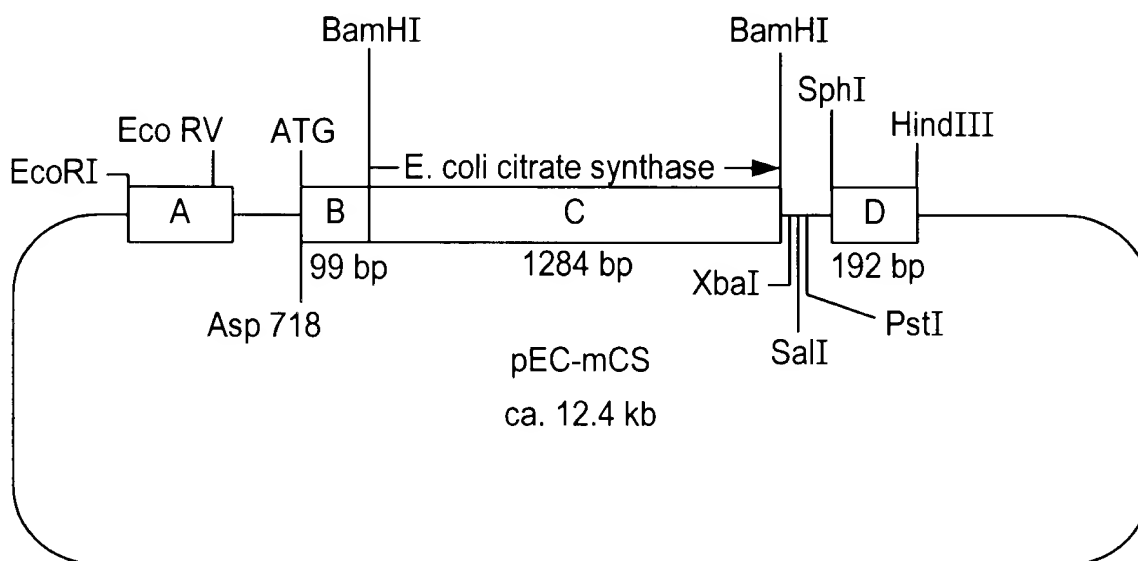 BamHI
BamHI
SphI
Eco RV
ATG
HindIII
EcoRI
E. coli citrate synthase
A
B
C
D
99 bp
1284 bp
192 bp
XbaI
Asp 718
PstI
SalI
pEC-mCS
ca. 12.4 kb